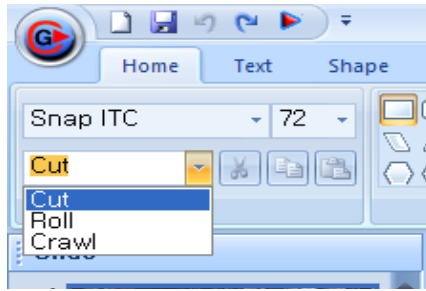 G
Home Text Shape
Snap ITC 72
Cut
Cut
Roll
Crawl